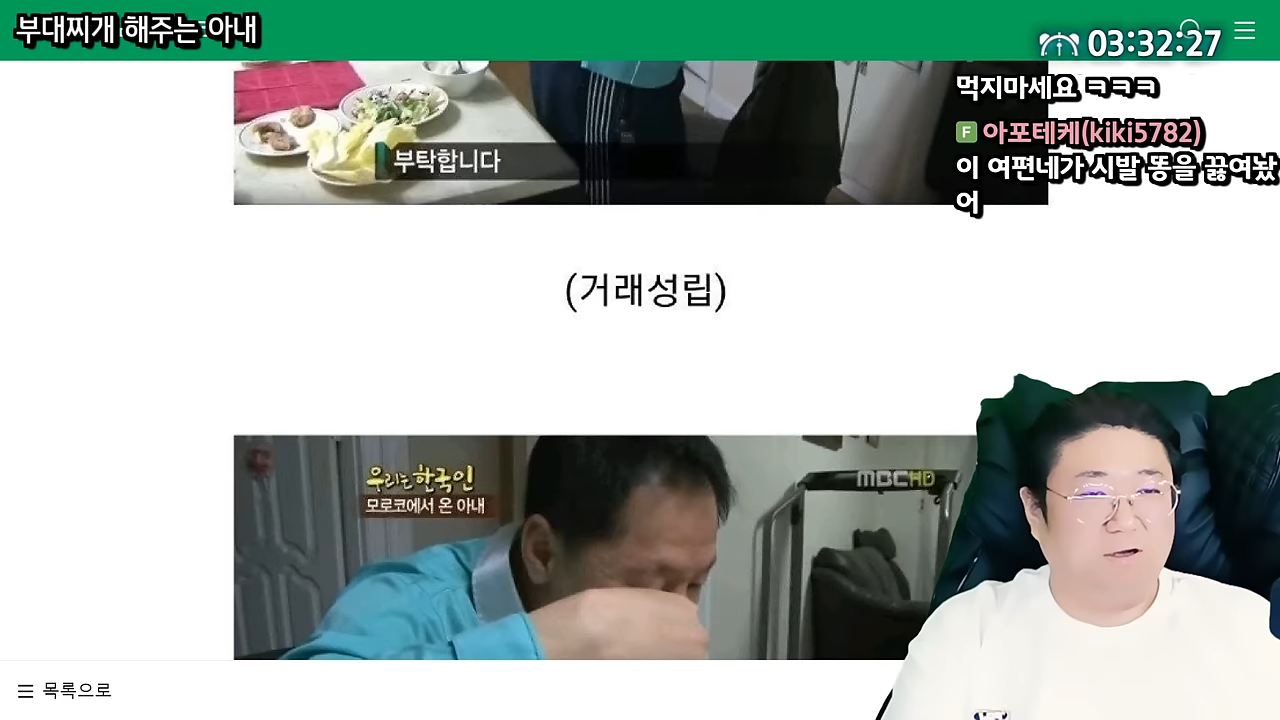 부대찌개 해주는 아내
03:32:27
먹지마세요 ㅋㅋㅋ
F 아포테케(kiki5782)
이 여편네가 시발 똥을 끓여놨
어
부탁합니다
(거래성립)
우리는한국인
모로코에서 온 아내
MBCHD
목록으로